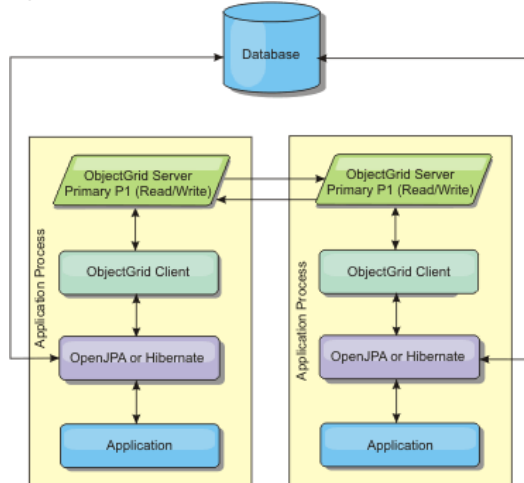 Database
ObjectGrid Server
Primary P1 (Read/Write)
ObjectGrid Client
OpenJPA or Hibernate
Application
Application Process
ObjectGrid Server
Primary P1 (Read/Write)
ObjectGrid Client
OpenJPA or Hibernate
Application
Application Process